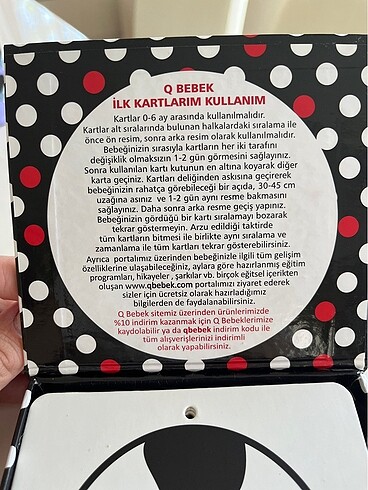 Q BEBEK
İLK KARTLARIM KULLANIM
Kartlar 0-6 ay arasında kullanılmalıdır.
Kartlar alt sıralarında bulunan halkalardaki sıralama ile
önce ön resim, sonra arka resim olarak kullanılmalıdır.
Bebeğinizin sırasıyla kartların her iki tarafını
değişiklik olmaksızın 1-2 gün görmesini sağlayınız.
Sonra kullanılan kartı kutunun en altına koyarak diğer
karta geçiniz. Kartları deliğinden askısına geçirerek
bebeğinizin rahatça görebileceği bir açıda, 30-45 cm
uzağına asınız ve 1-2 gün aynı resme bakmasını
sağlayınız. Daha sonra arka resme geçiş yapınız.
Bebeğinizin gördüğü bir kartı sıralamayı bozarak
tekrar göstermeyin. Arzu edildiği taktirde
tüm kartların bitmesi ile birlikte aynı sıralama ve
zamanlama ile tüm kartları tekrar gösterebilirsiniz.
Ayrıca portalımız üzerinden bebeğinizle ilgili tüm gelişim
özelliklerine ulaşabileceğiniz, aylara göre hazırlanmış eğitim
programları, hikayeler, şarkılar vb. birçok eğitsel içerikten
oluşan www.qbebek.com portalımızı ziyaret ederek
sizler için ücretsiz olarak hazırladığımız
bilgilerden de faydalanabilirsiniz.
Q Bebek sitemiz üzerinden ürünlerimizde
%10 indirim kazanmak için Q Bebeklerimize
kaydolabilir ya da qbebek indirim kodu ile
tüm alışverişlerinizi indirimli
olarak yapabilirsiniz.